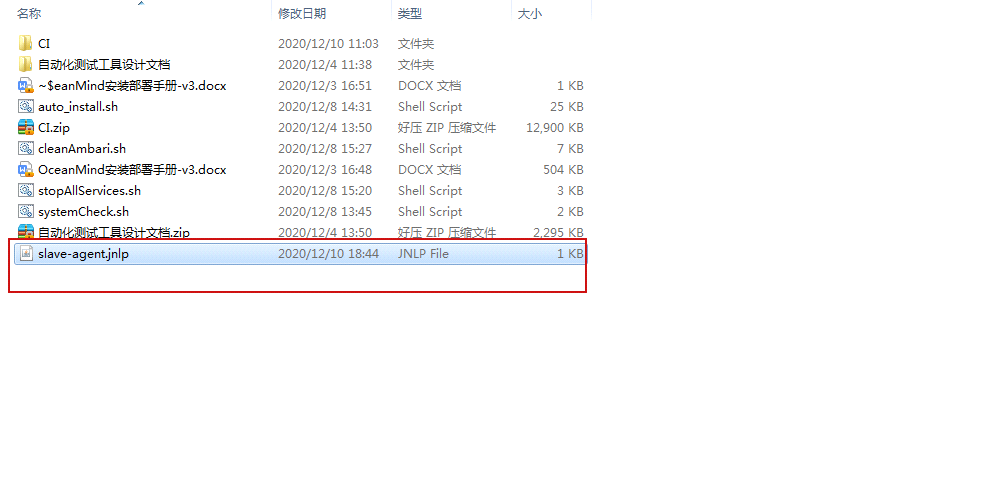 名称 修改日期 类型 大小
CI 2020/12/10 11:03 文件夹
自动化测试工具设计文档 2020/12/4 11:38 文件夹
~$eanMind安装部署手册-v3.docx 2020/12/3 16:51 DOCX 文档 1 KB
auto_install.sh 2020/12/8 14:31 Shell Script 25 KB
CI.zip 2020/12/4 13:50 好压 ZIP 压缩文件 12,900 KB
cleanAmbari.sh 2020/12/8 15:27 Shell Script 7 KB
OceanMind安装部署手册-v3.docx 2020/12/3 16:48 DOCX 文档 504 KB
stopAllServices.sh 2020/12/8 15:20 Shell Script 3 KB
systemCheck.sh 2020/12/8 13:45 Shell Script 2 KB
自动化测试工具设计文档.zip 2020/12/4 13:50 好压 ZIP 压缩文件 2,295 KB
slave-agent.jnlp 2020/12/10 18:44 JNLP File 1 KB